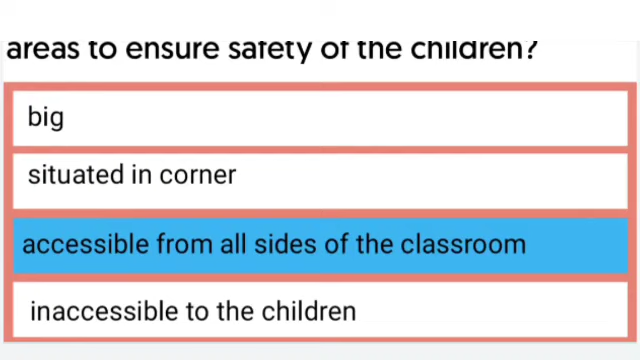 areas to ensure safety of the children?
big
situated in corner
accessible from all sides of the classroom
inaccessible to the children